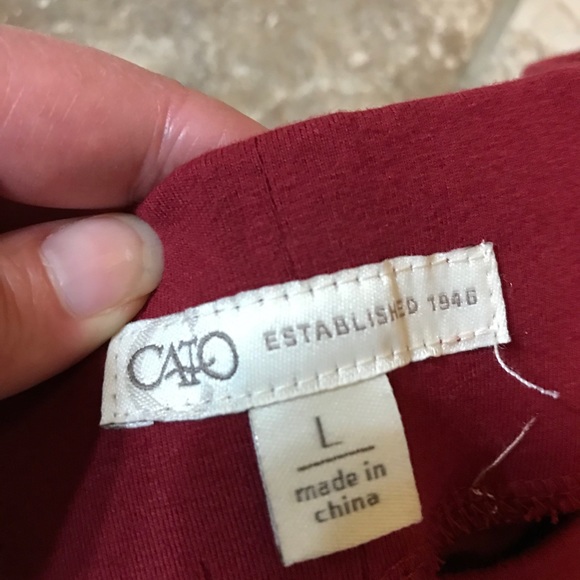 CATO ESTABLISHED 1946
L
made in
china